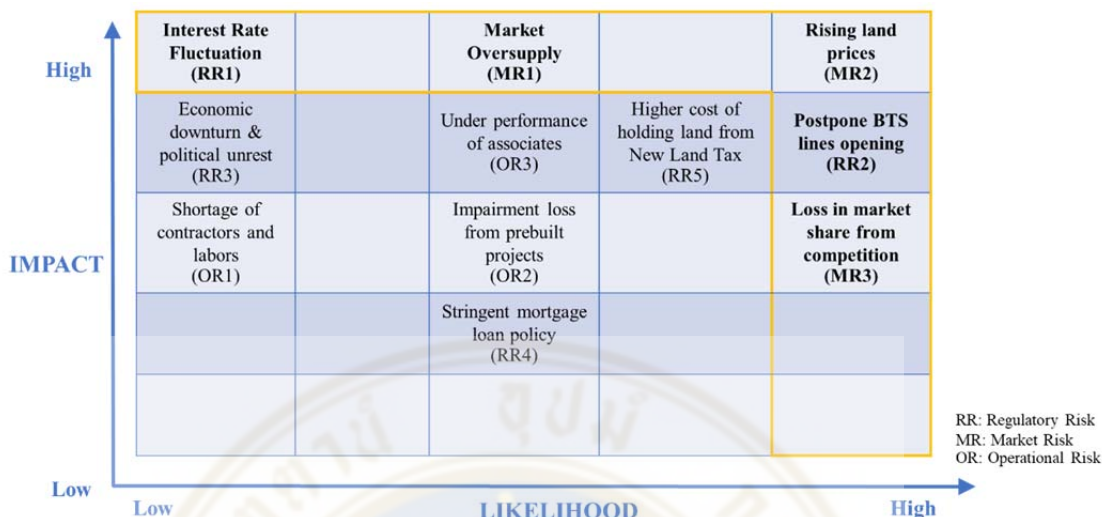 High
Interest Rate
Fluctuation
(RR1)
Market
Oversupply
(MR1)
Rising land
prices
(MR2)
Economic
downturn &
political unrest
(RR3)
Under performance
of associates
(OR3)
Higher cost of
holding land from
New Land Tax
(RR5)
Postpone BTS
lines opening
(RR2)
IMPACT
Shortage of
contractors and
labors
(OR1)
Impairment loss
from prebuilt
projects
(OR2)
Loss in market
share from
competition
(MR3)
Stringent mortgage
loan policy
(RR4)
RR: Regulatory Risk
MR: Market Risk
OR: Operational Risk
Low
Low
LIKELIHOOD
High